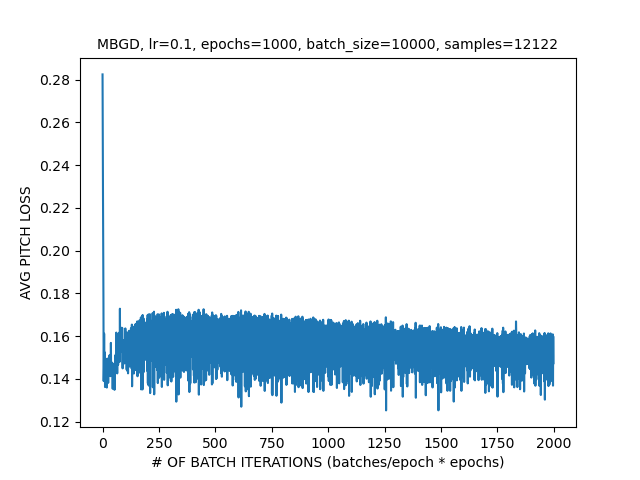 MBGD, lr=0.1, epochs=1000, batch_size=10000, samples=12122
0.28
0.26
0.24
0.22
0.20
0.18
0.16
0.14
0.12
AVG PITCH LOSS
0 250 500 750 1000 1250 1500 1750 2000
# OF BATCH ITERATIONS (batches/epoch * epochs)